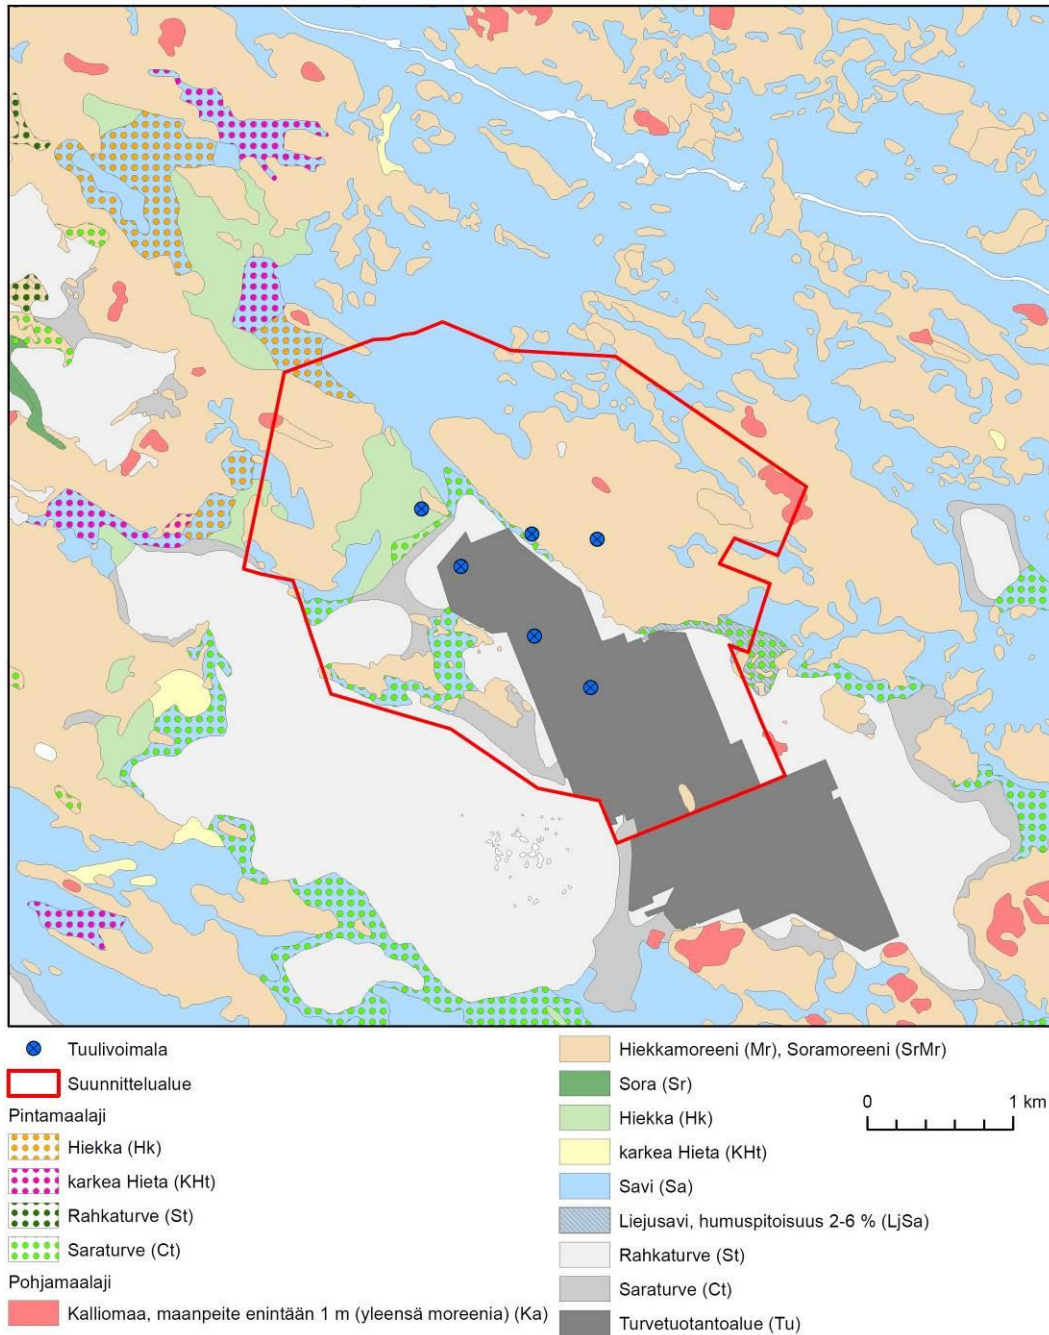 Tuulivoimala
Suunnittelualue
Pintamaalaji
Hiekka (Hk)
karkea Hieta (KHt)
Rahkaturve (St)
Saraturve (Ct)
Pohjamaalaji
Kalliomaa, maanpeite enintään 1 m (yleensä moreenia) (Ka)
Hiekkamoreeni (Mr), Soramoreeni (SrMr)
Sora (Sr)
Hiekka (Hk)
karkea Hieta (KHt)
Savi (Sa)
Liejusavi, humuspitoisuus 2-6 % (LjSa)
Rahkaturve (St)
Saraturve (Ct)
Turvetuotantoalue (Tu)
0 1 km